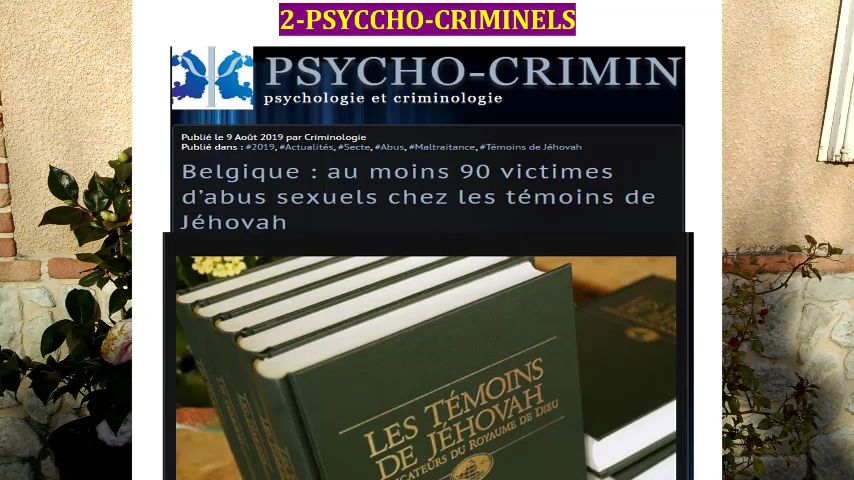 2-PSYCCHO-CRIMINELS
PSYCHO-CRIMIN
psychologie et criminologie
Publié le 9 Août 2019 par Criminologie
Publié dans : #2019, #Actualités, #Secte, #Abus, #Maltraitance, #Témoins de Jéhovah
Belgique : au moins 90 victimes
d'abus sexuels chez les témoins de
Jéhovah
LES TÉMOINS
DE JÉHOVAH
ICATEURS DU ROYAUME DE DIEU